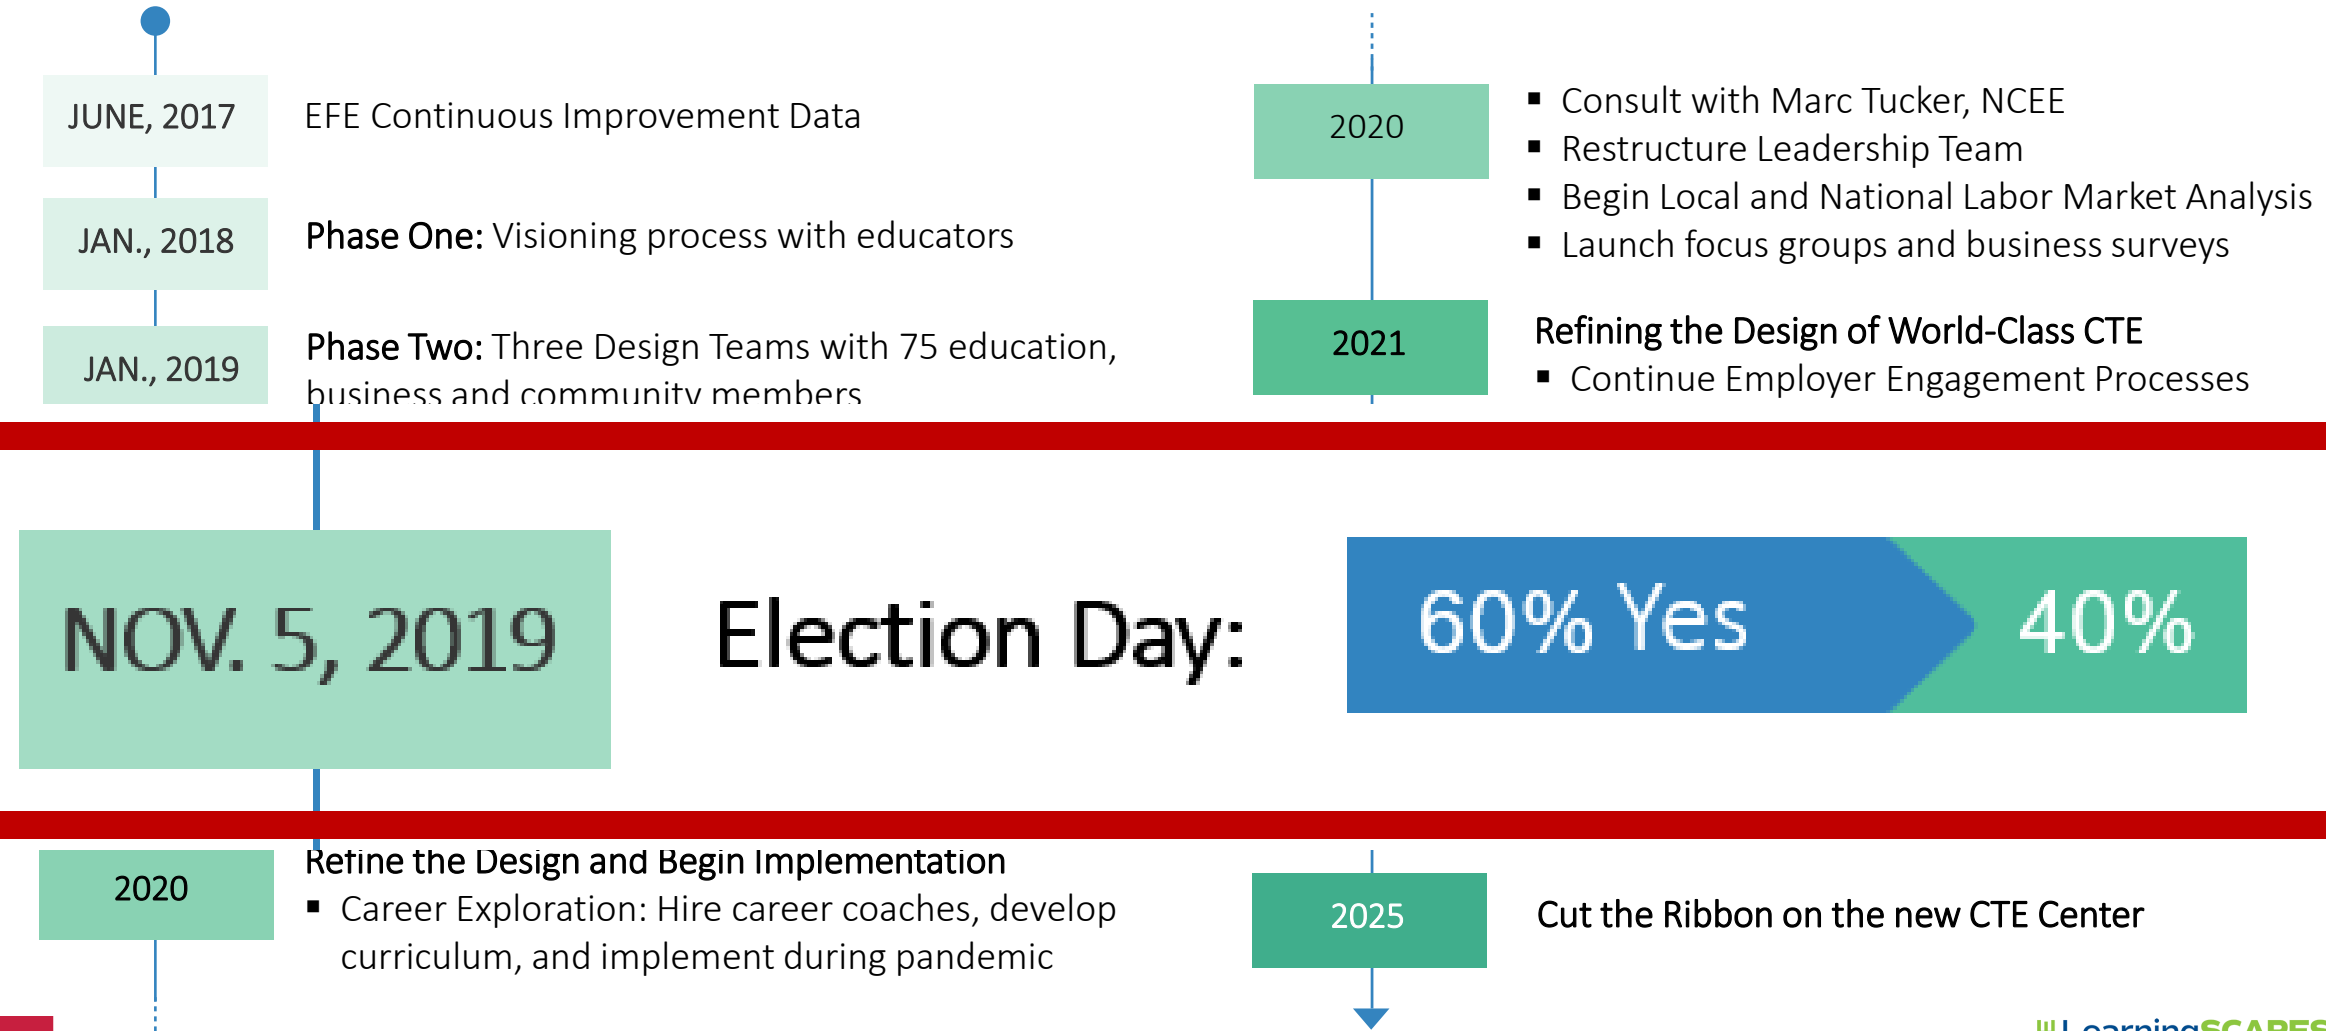 JUNE, 2017
EFE Continuous Improvement Data
JAN., 2018
Phase One: Visioning process with educators
JAN., 2019
Phase Two: Three Design Teams with 75 education,
business and community members
2020
▪ Consult with Marc Tucker, NCEE
▪ Restructure Leadership Team
▪ Begin Local and National Labor Market Analysis
▪ Launch focus groups and business surveys
2021
Refining the Design of World-Class CTE
▪ Continue Employer Engagement Processes
NOV. 5, 2019
Election Day:
60% Yes
40%
2020
Refine the Design and Begin Implementation
▪ Career Exploration: Hire career coaches, develop
curriculum, and implement during pandemic
2025
Cut the Ribbon on the new CTE Center
LearningSCAPES